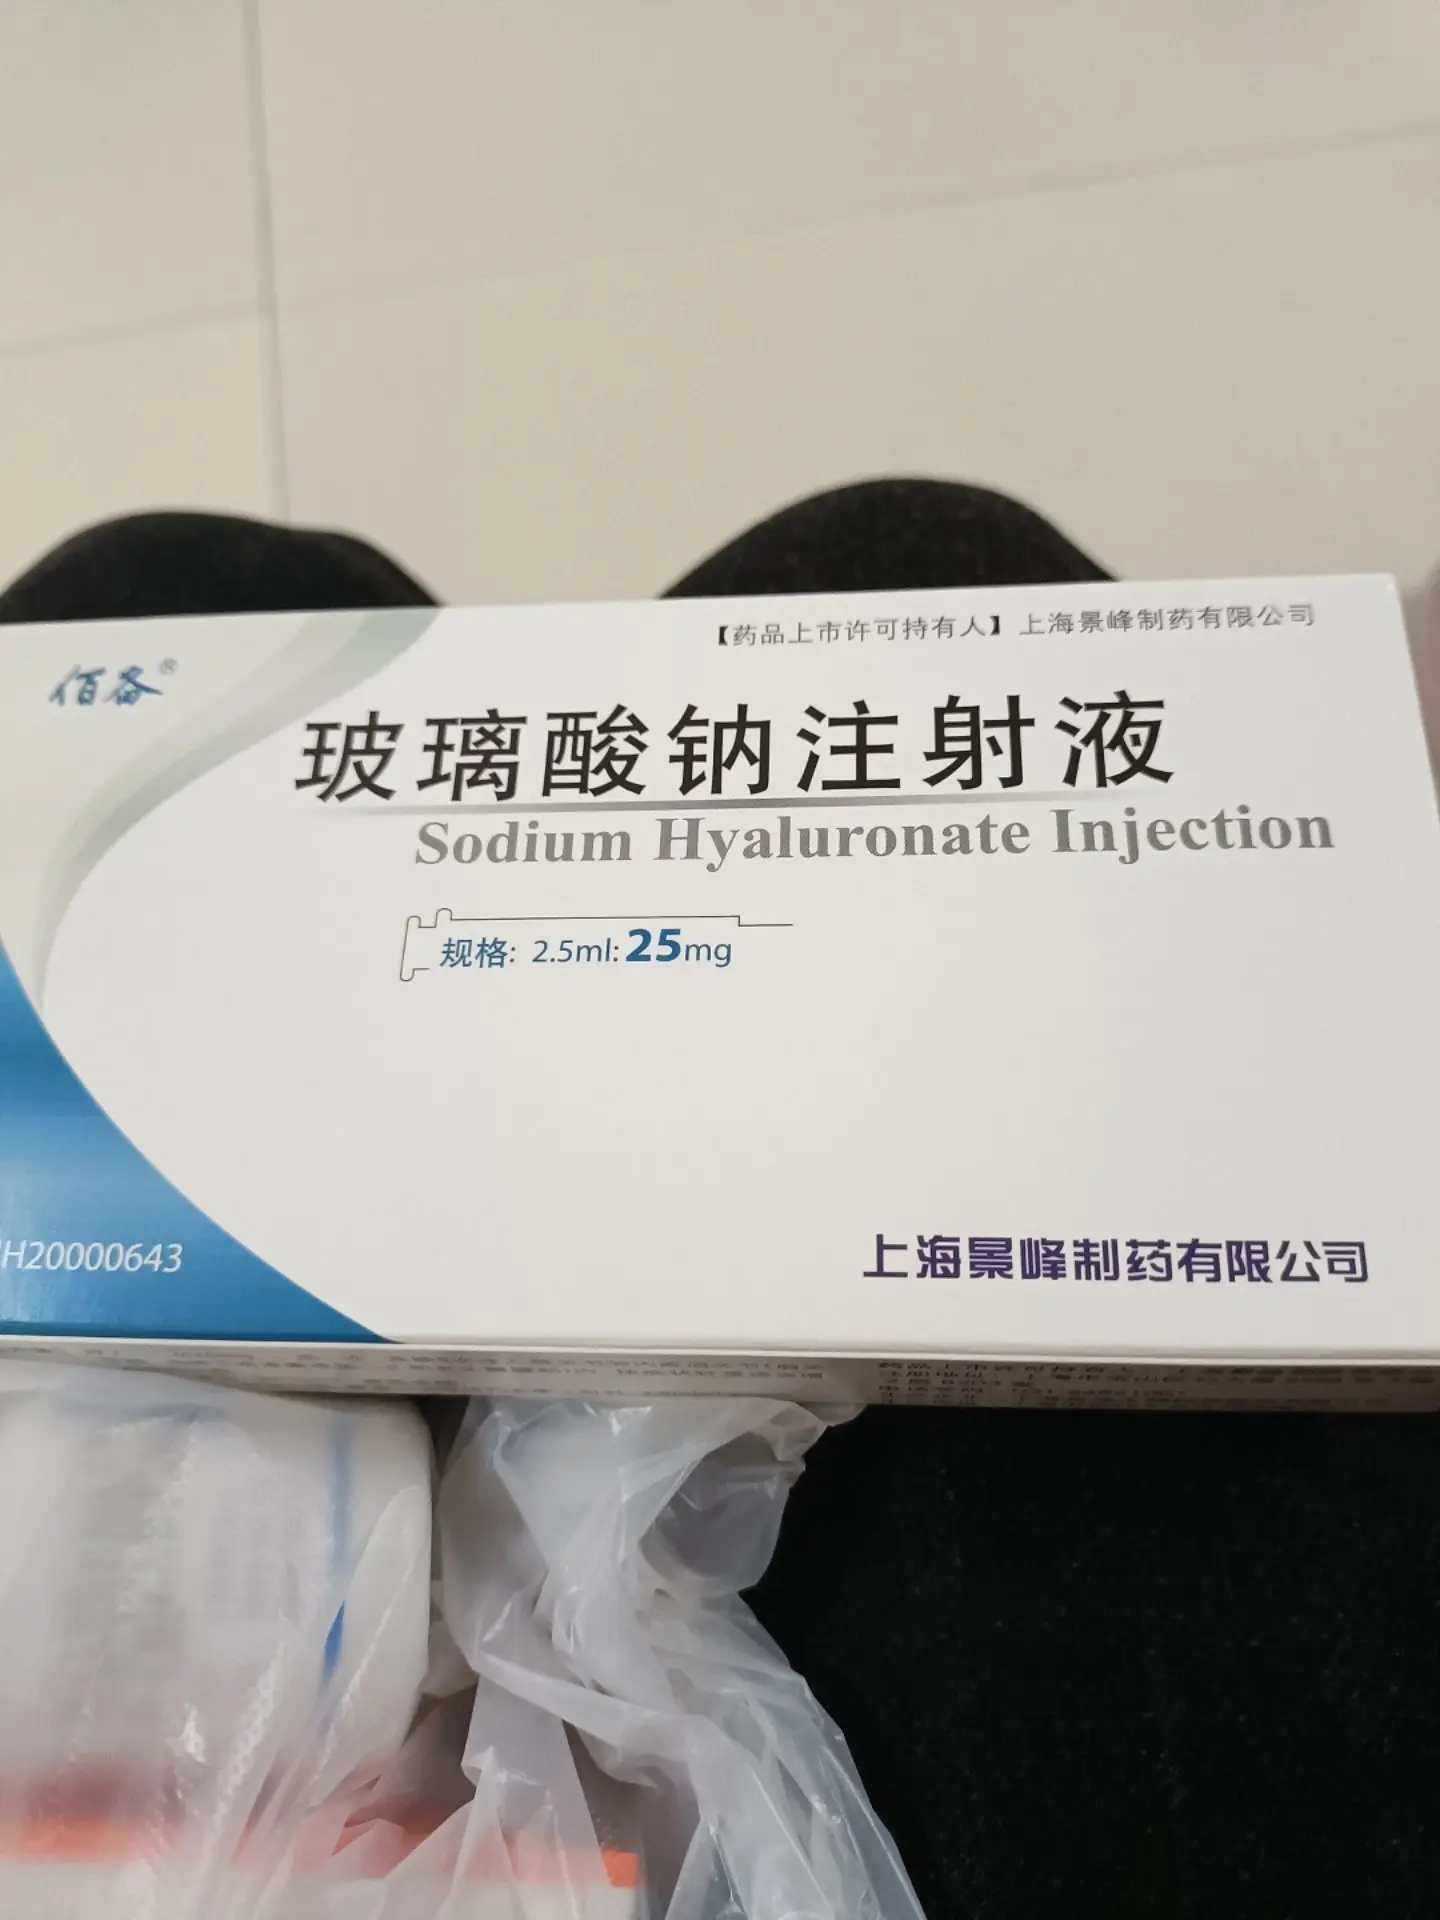 【药品上市许可持有人】上海景峰制药有限公司
佰备®
玻璃酸钠注射液
Sodium Hyaluronate Injection
规格: 2.5ml:25mg
H20000643
上海景峰制药有限公司